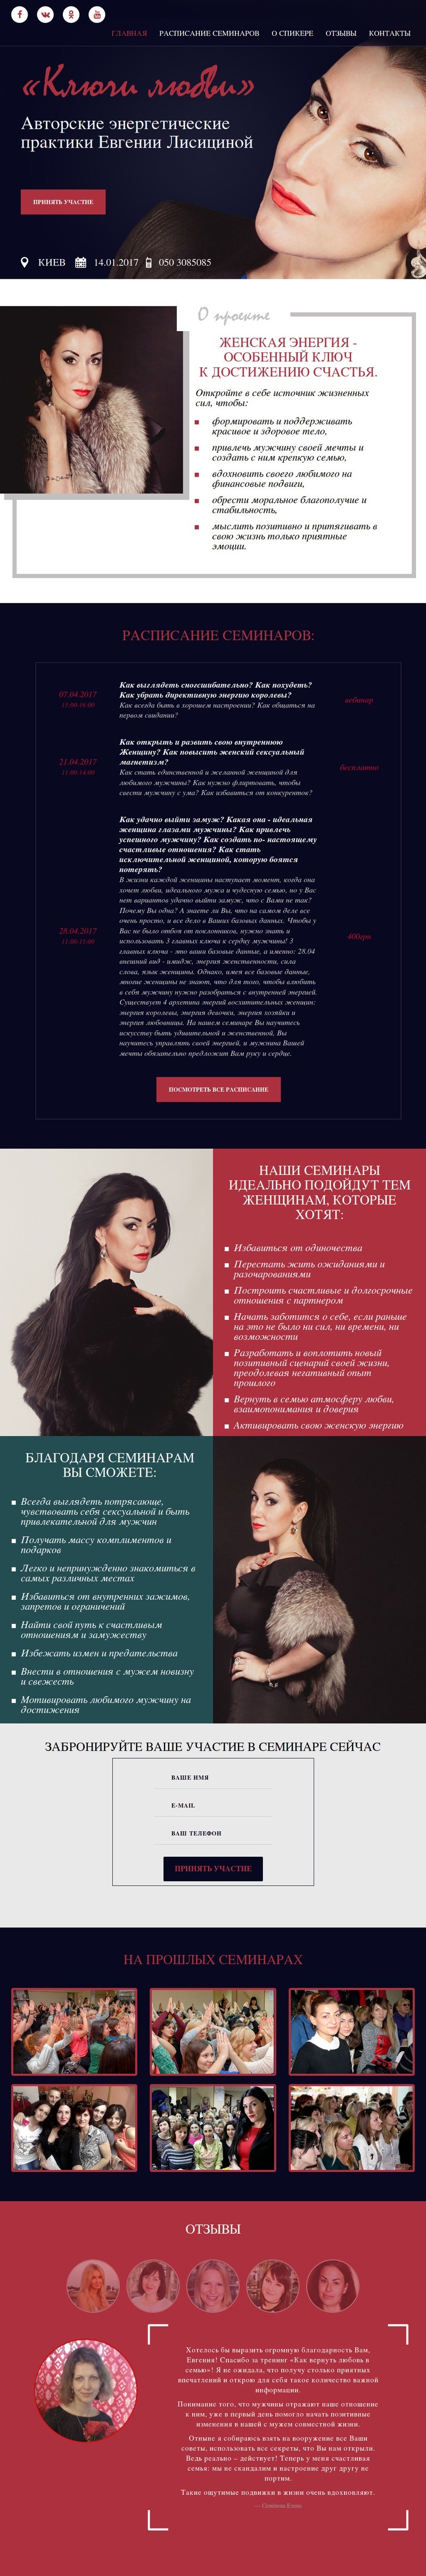 ГЛАВНАЯ РАСПИСАНИЕ СЕМИНАРОВ О СПИКЕРЕ ОТЗЫВЫ КОНТАКТЫ
«Ключи любви»
Авторские энергетические
практики Евгении Лисициной
ПРИНЯТЬ УЧАСТИЕ
КИЕВ 14.01.2017 050 3085085
О проекте
ЖЕНСКАЯ ЭНЕРГИЯ -
ОСОБЕННЫЙ КЛЮЧ
К ДОСТИЖЕНИЮ СЧАСТЬЯ.
Откройте в себе источник жизненных
сил, чтобы:
формировать и поддерживать
красивое и здоровое тело,
привлечь мужчину своей мечты и
создать с ним крепкую семью,
вдохновить своего любимого на
финансовые подвиги,
обрести моральное благополучие и
стабильность,
мыслить позитивно и притягивать в
свою жизнь только приятные
эмоции.
РАСПИСАНИЕ СЕМИНАРОВ:
07.04.2017
15:00-16:00
Как выглядеть сногсшибательно? Как похудеть?
Как убрать директивную энергию королевы?
Как всегда быть в хорошем настроении? Как общаться на
первом свидании?
вебинар
21.04.2017
11:00-14:00
Как открыть и развить свою внутреннюю
Женщину? Как повысить женский сексуальный
магнетизм?
Как стать единственной и желанной женщиной для
любимого мужчины? Как нужно флиртовать, чтобы
свести мужчину с ума? Как избавиться от конкуренток?
бесплатно
28.04.2017
11:00-15:00
Как удачно выйти замуж? Какая она - идеальная
женщина глазами мужчины? Как привлечь
успешного мужчину? Как создать по- настоящему
счастливые отношения? Как стать
исключительной женщиной, которую боятся
потерять?
В жизни каждой женщины наступает момент, когда она
хочет любви, идеального мужа и чудесную семью, но у Вас
нет вариантов удачно выйти замуж, что с Вами не так?
Почему Вы одна? А знаете ли Вы, что на самом деле все
очень просто, и все дело в Ваших базовых данных. Чтобы у
Вас не было отбоя от поклонников, нужно знать и
использовать 3 главных ключа к сердцу мужчины! 3
главных ключа - это ваши базовые данные, а именно: 28.04
внешний вид - имидж, энергия женственности, сила
слова, язык женщины. Однако, имея все базовые данные,
многие женщины не знают, что для того, чтобы влюбить
в себя мужчину нужно разобраться с внутренней энергией.
Существует 4 архетипа энергий восхитительных женщин:
энергия королевы, энергия девочки, энергия хозяйки и
энергия любовницы. На нашем семинаре Вы научитесь
искусству быть удивительной и женственной, Вы
научитесь управлять своей энергией, и мужчина Вашей
мечты обязательно предложит Вам руку и сердце.
400грн
ПОСМОТРЕТЬ ВСЕ РАСПИСАНИЕ
НАШИ СЕМИНАРЫ
ИДЕАЛЬНО ПОДОЙДУТ ТЕМ
ЖЕНЩИНАМ, КОТОРЫЕ
ХОТЯТ:
Избавиться от одиночества
Перестать жить ожиданиями и
разочарованиями
Построить счастливые и долгосрочные
отношения с партнером
Начать заботится о себе, если раньше
на это не было ни сил, ни времени, ни
возможности
Разработать и воплотить новый
позитивный сценарий своей жизни,
преодолев негативный опыт
прошлого
Вернуть в семью атмосферу любви,
взаимопонимания и доверия
Активировать свою женскую энергию
БЛАГОДАРЯ СЕМИНАРАМ
ВЫ СМОЖЕТЕ:
Всегда выглядеть потрясающе,
чувствовать себя сексуальной и быть
привлекательной для мужчин
Получать массу комплиментов и
подарков
Легко и непринужденно знакомиться в
самых различных местах
Избавиться от внутренних зажимов,
запретов и ограничений
Найти свой путь к счастливым
отношениям и замужеству
Избежать измен и предательства
Внести в отношения с мужем новизну
и свежесть
Мотивировать любимого мужчину на
достижения
ЗАБРОНИРУЙТЕ ВАШЕ УЧАСТИЕ В СЕМИНАРЕ СЕЙЧАС
ВАШЕ ИМЯ
E-MAIL
ВАШ ТЕЛЕФОН
ПРИНЯТЬ УЧАСТИЕ
НА ПРОШЛЫХ СЕМИНАРАХ
ОТЗЫВЫ
Хотелось бы выразить огромную благодарность Вам,
Евгения! Спасибо за тренинг «Как вернуть любовь в
семью»! Я не ожидала, что получу столько приятных
впечатлений и открою для себя такое количество важной
информации.
Понимание того, что мужчины отражают наше отношение
к ним, уже в первый день помогло начать позитивные
изменения в нашей с мужем совместной жизни.
Отныне я собираюсь взять на вооружение все Ваши
советы, использовать все секреты, что Вы нам открыли.
Ведь реально – действует! Теперь у меня счастливая
семья: мы не скандалим и настроение друг другу не
портим.
Такие ощутимые подвижки в жизни очень вдохновляют.